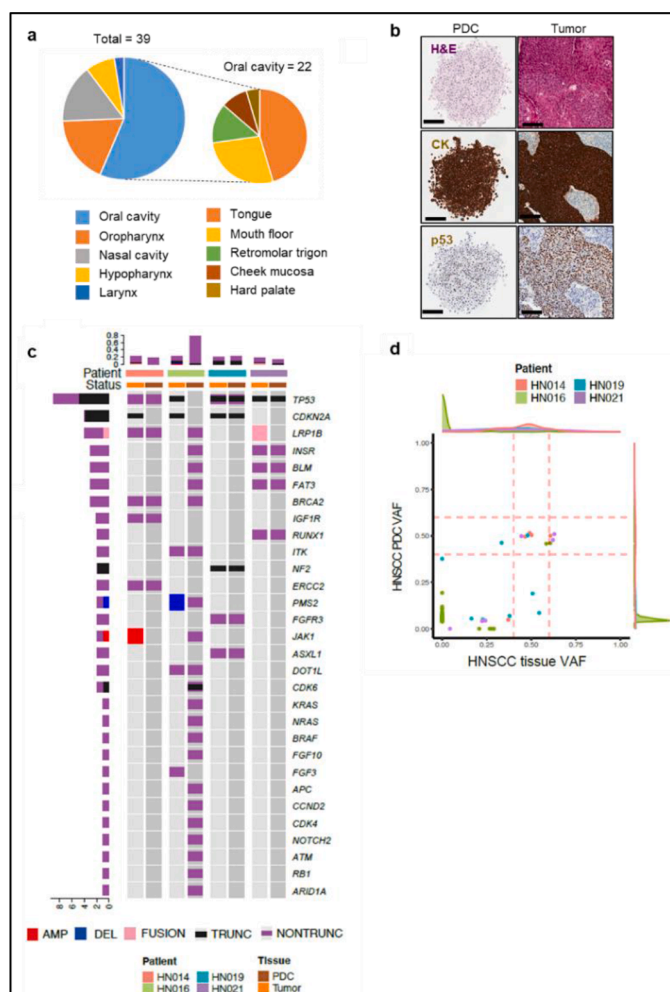 a
Total = 39
Oral cavity = 22
Oral cavity
Oropharynx
Nasal cavity
Hypopharynx
Larynx
Tongue
Mouth floor
Retromolar trigon
Cheek mucosa
Hard palate
b
PDC Tumor
H&E
CK
p53
c
0.8
0.6
0.4
0.2
0
Patient
Status
TP53
CDKN2A
LRP1B
INSR
BLM
FAT3
BRCA2
IGF1R
RUNX1
ITK
NF2
ERCC2
PMS2
FGFR3
JAK1
ASXL1
DOT1L
CDK6
KRAS
NRAS
BRAF
FGF10
FGF3
APC
CCND2
CDK4
NOTCH2
ATM
RB1
ARID1A
8 6 4 2 0
AMP DEL FUSION TRUNC NONTRUNC
Patient Tissue
HN014 HN019 PDC
HN016 HN021 Tumor
d
Patient
HN014 HN019
HN016 HN021
HNSCC PDC VAF
1.00
0.75
0.50
0.25
0.00
0.00 0.25 0.50 0.75 1.00
HNSCC tissue VAF